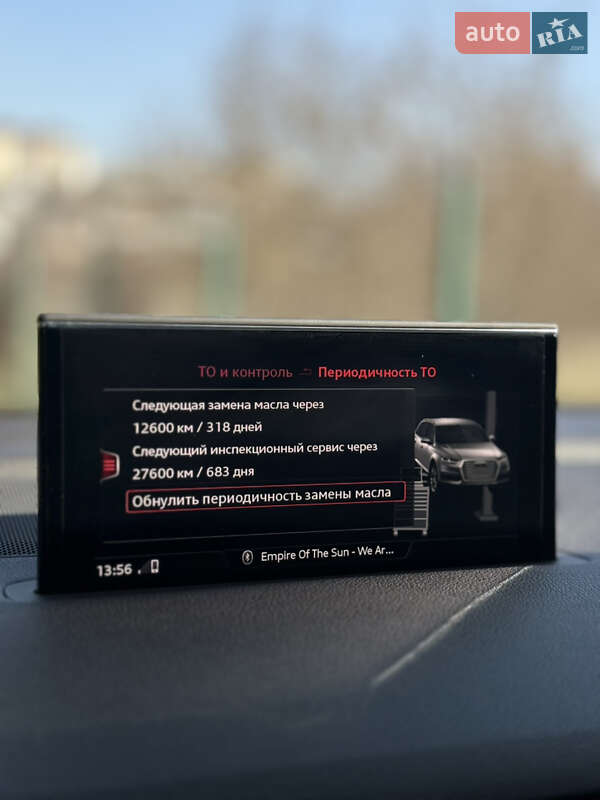 auto RIA .com
ТО и контроль Периодичность ТО
Следующая замена масла через
12600 км / 318 дней
Следующий инспекционный сервис через
27600 км / 683 дня
Обнулить периодичность замены масла
13:56 Empire Of The Sun - We Ar...